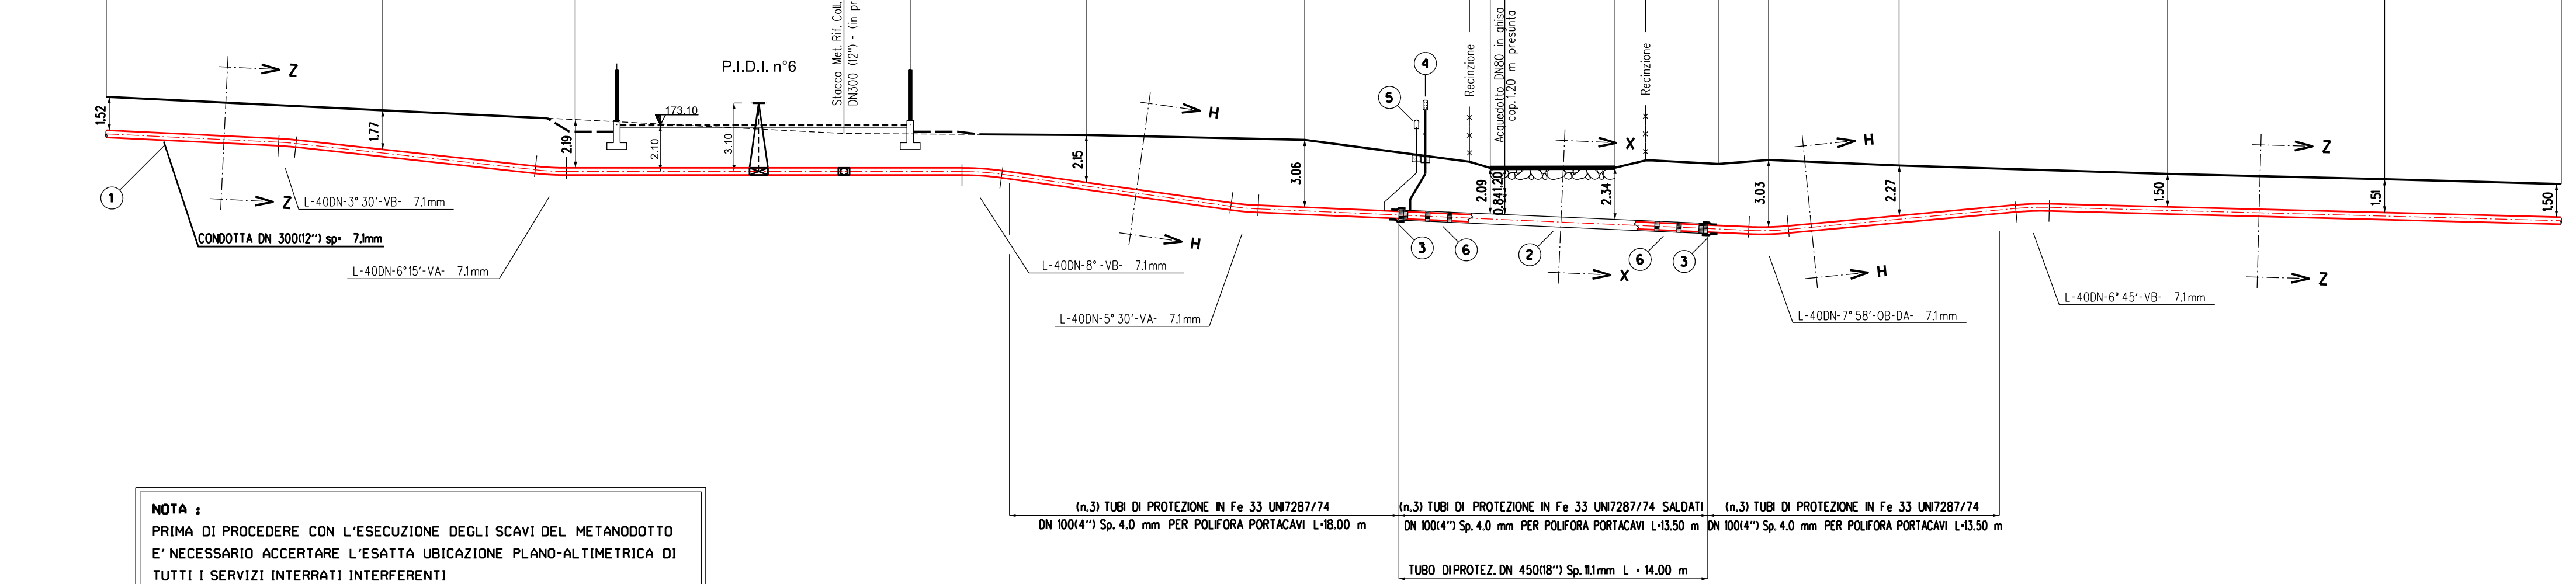 Stacco Met. Rif. Coll.
DN300 (12") - (in pr
P.I.D.I. n°6
173.10
2.10
3.10
1.52
1.77
2.19
2.15
3.06
2.09
0.84
1.20
2.34
3.03
2.27
1.50
1.51
1.50
Z
Z
H
H
X
X
H
H
Z
Z
Recinzione
Acquedotto DN80 in ghisa
cop.1.20 m presunto
Recinzione
1
5
4
3
6
2
6
3
CONDOTTA DN 300(12") sp= 7.1mm
L-40DN-3°30'-VB- 7.1mm
L-40DN-6°15'-VA- 7.1mm
L-40DN-8°-VB- 7.1mm
L-40DN-5°30'-VA- 7.1mm
L-40DN-7°58'-OB-DA- 7.1mm
L-40DN-6°45'-VB- 7.1mm
(n.3) TUBI DI PROTEZIONE IN Fe 33 UNI7287/74
DN 100(4") Sp. 4.0 mm PER POLIFORA PORTACAVI L=18.00 m
(n.3) TUBI DI PROTEZIONE IN Fe 33 UNI7287/74 SALDATI
DN 100(4") Sp. 4.0 mm PER POLIFORA PORTACAVI L=13.50 m
(n.3) TUBI DI PROTEZIONE IN Fe 33 UNI7287/74
DN 100(4") Sp. 4.0 mm PER POLIFORA PORTACAVI L=13.50 m
TUBO DI PROTEZ. DN 450(18") Sp. 11.1mm L = 14.00 m
NOTA :
PRIMA DI PROCEDERE CON L'ESECUZIONE DEGLI SCAVI DEL METANODOTTO
E' NECESSARIO ACCERTARE L'ESATTA UBICAZIONE PLANO-ALTIMETRICA DI
TUTTI I SERVIZI INTERRATI INTERFERENTI